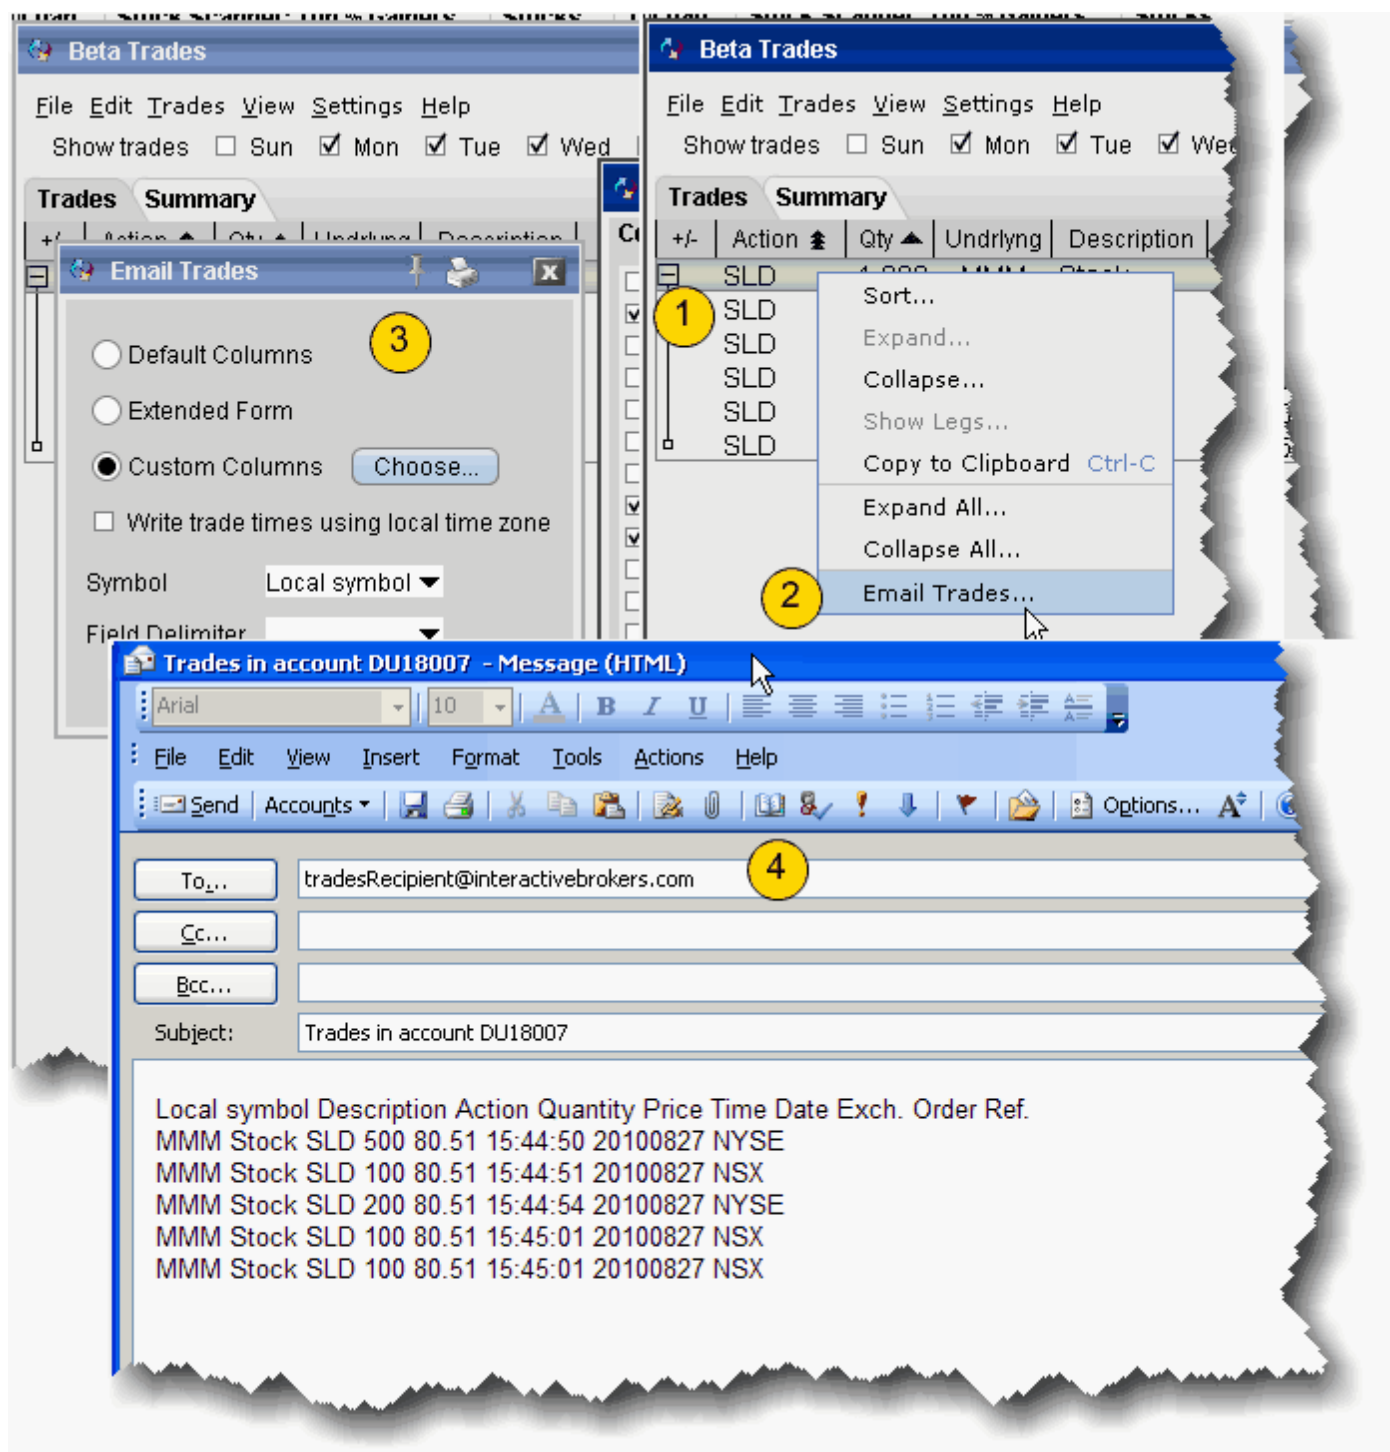 Beta Trades
File Edit Trades View Settings Help
Show trades Sun Mon Tue Wed
Trades Summary
+/- Action Qty Undrlyng Description
Email Trades
3
Default Columns
Extended Form
Custom Columns Choose...
Write trade times using local time zone
Symbol Local symbol
Field Delimiter
Beta Trades
File Edit Trades View Settings Help
Show trades Sun Mon Tue Wed
Trades Summary
+/- Action Qty Undrlyng Description
SLD 1,000 MMM Stock
1
SLD
SLD
SLD
SLD
SLD
Sort...
Expand...
Collapse...
Show Legs...
Copy to Clipboard Ctrl-C
Expand All...
Collapse All...
2
Email Trades...
Trades in account DU18007 - Message (HTML)
Arial 10 A B I U
File Edit View Insert Format Tools Actions Help
Send Accounts Options...
4
To... tradesRecipient@interactivebrokers.com
Cc...
Bcc...
Subject: Trades in account DU18007
Local symbol Description Action Quantity Price Time Date Exch. Order Ref.
MMM Stock SLD 500 80.51 15:44:50 20100827 NYSE
MMM Stock SLD 100 80.51 15:44:51 20100827 NSX
MMM Stock SLD 200 80.51 15:44:54 20100827 NYSE
MMM Stock SLD 100 80.51 15:45:01 20100827 NSX
MMM Stock SLD 100 80.51 15:45:01 20100827 NSX